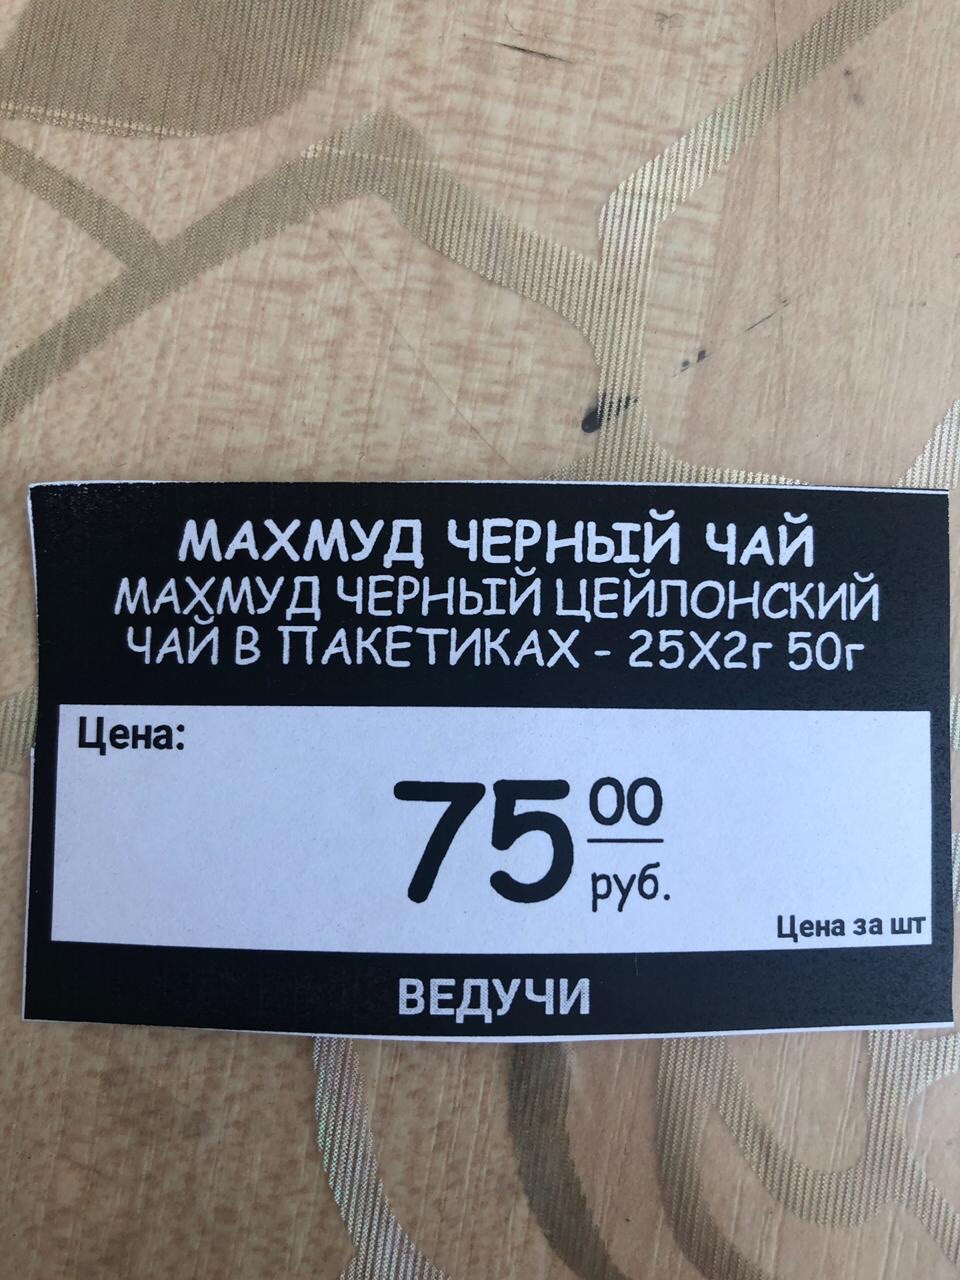 МАХМУД ЧЕРНЫЙ ЧАЙ
МАХМУД ЧЕРНЫЙ ЦЕЙЛОНСКИЙ
ЧАЙ В ПАКЕТИКАХ - 25Х2г 50г
Цена:
75 00
руб.
Цена за шт
ВЕДУЧИ